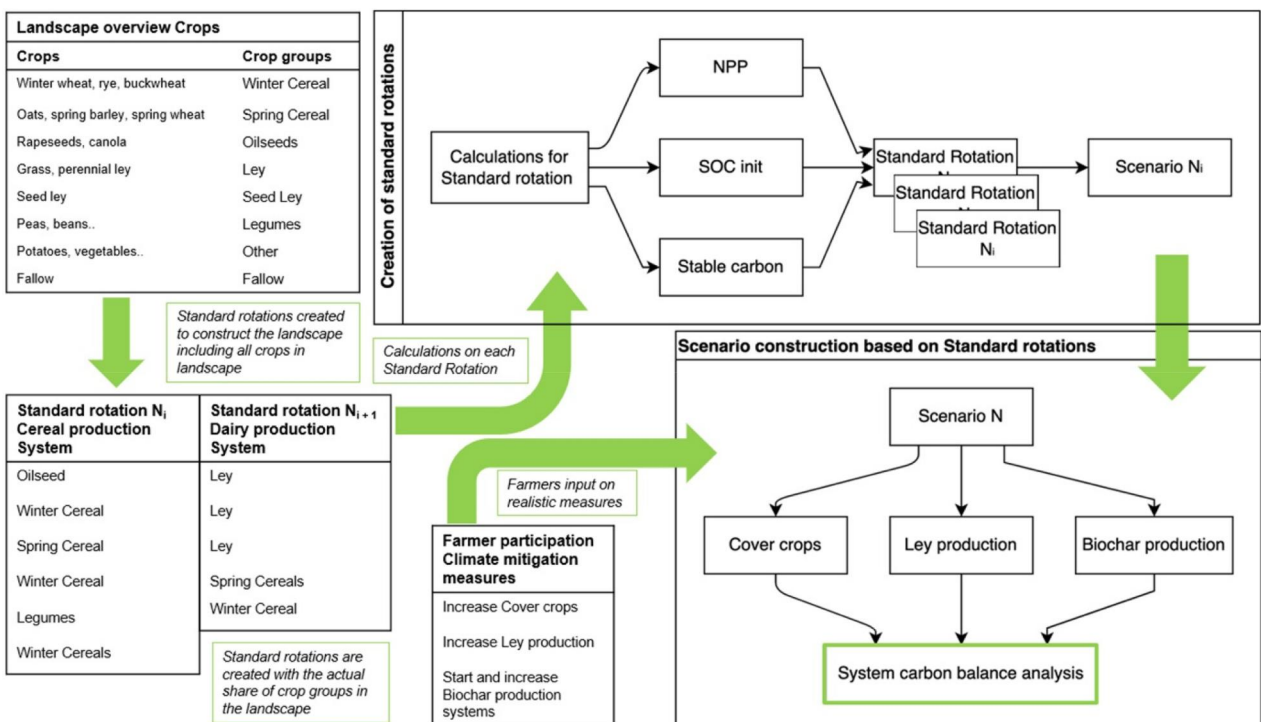 Landscape overview Crops
Crops Crop groups
Winter wheat, rye, buckwheat Winter Cereal
Oats, spring barley, spring wheat Spring Cereal
Rapeseeds, canola Oilseeds
Grass, perennial ley Ley
Seed ley Seed Ley
Peas, beans.. Legumes
Potatoes, vegetables.. Other
Fallow Fallow
Standard rotations created
to construct the landscape
including all crops in
landscape
Creation of standard rotations
Calculations for
Standard rotation
NPP
SOC init
Stable carbon
Standard Rotation
Standard Rotation
Standard Rotation
Ni
Scenario Ni
Calculations on each
Standard Rotation
Standard rotation Ni
Cereal production
System
Oilseed
Winter Cereal
Spring Cereal
Winter Cereal
Legumes
Winter Cereals
Standard rotation Ni + 1
Dairy production
System
Ley
Ley
Ley
Spring Cereals
Winter Cereal
Standard rotations are
created with the actual
share of crop groups in
the landscape
Farmers input on
realistic measures
Farmer participation
Climate mitigation
measures
Increase Cover crops
Increase Ley production
Start and increase
Biochar production
systems
Scenario construction based on Standard rotations
Scenario N
Cover crops
Ley production
Biochar production
System carbon balance analysis